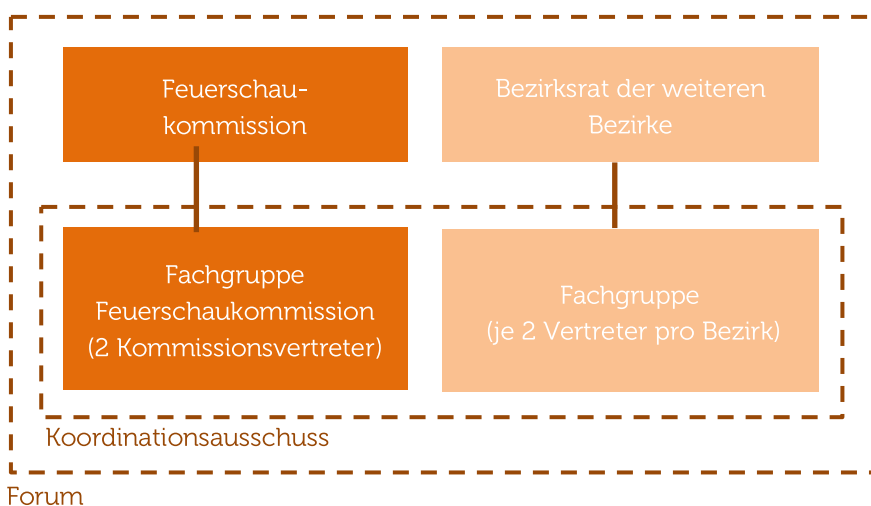 Feuerschau-
kommission
Bezirksrat der weiteren
Bezirke
Fachgruppe
Feuerschaukommission
(2 Kommissionsvertreter)
Fachgruppe
(je 2 Vertreter pro Bezirk)
Koordinationsausschuss
Forum